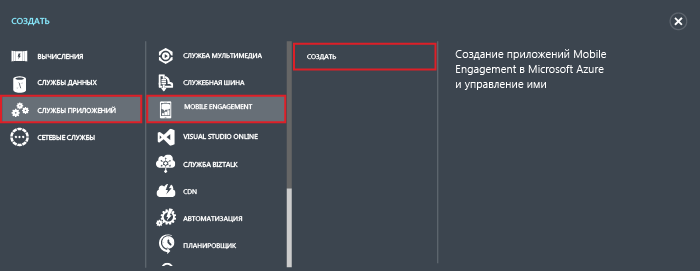 СОЗДАТЬ
ВЫЧИСЛЕНИЯ
СЛУЖБЫ ДАННЫХ
СЛУЖБЫ ПРИЛОЖЕНИЙ
СЕТЕВЫЕ СЛУЖБЫ
СЛУЖБА МУЛЬТИМЕДИА
СЛУЖЕБНАЯ ШИНА
MOBILE ENGAGEMENT
VISUAL STUDIO ONLINE
СЛУЖБА BIZTALK
CDN
АВТОМАТИЗАЦИЯ
ПЛАНИРОВЩИК
СОЗДАТЬ
Создание приложений Mobile
Engagement в Microsoft Azure
и управление ими